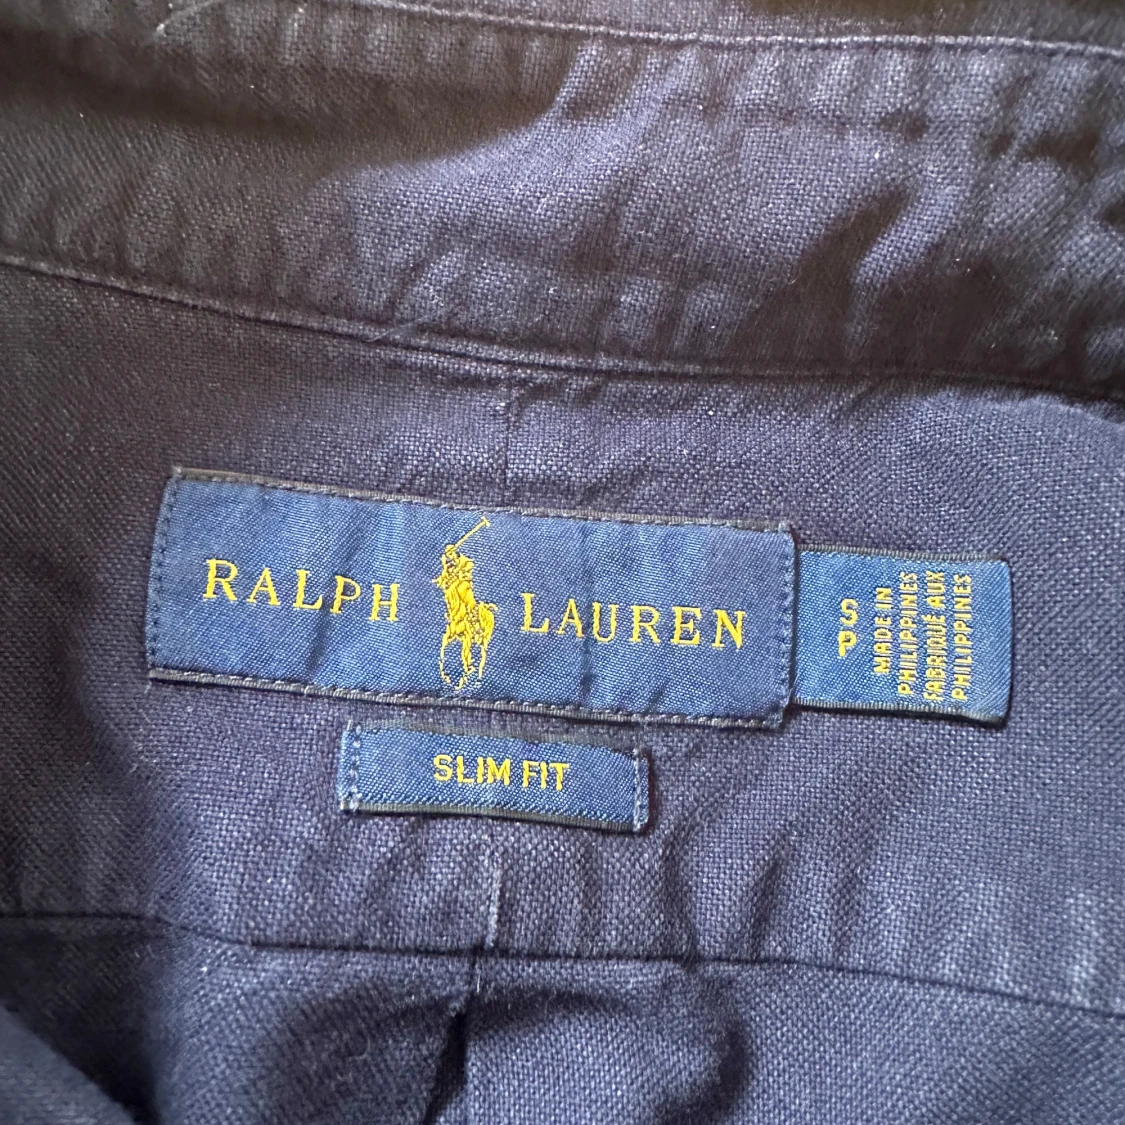 RALPH LAUREN
S
P
MADE IN
PHILIPPINES
FABRIQUÉ AUX
PHILIPPINES
SLIM FIT